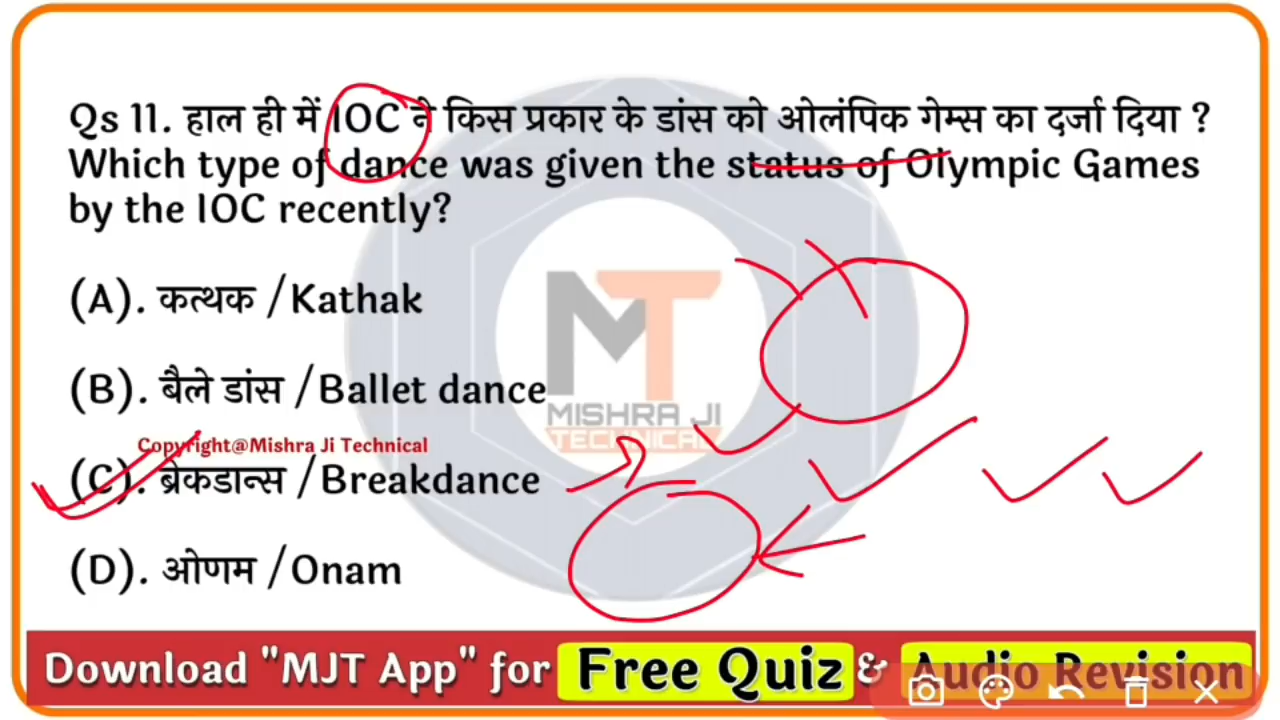 Qs 11. हाल ही में IOC ने किस प्रकार के डांस को ओलंपिक गेम्स का दर्जा दिया ?
Which type of dance was given the status of Olympic Games
by the IOC recently?
(A). कत्थक /Kathak
(B). बैले डांस /Ballet dance
MISHRA JI
TECHNICAL
Copyright@Mishra Ji Technical
(C). ब्रेकडान्स /Breakdance
(D). ओणम /Onam
Download "MJT App" for Free Quiz & Audio Revision